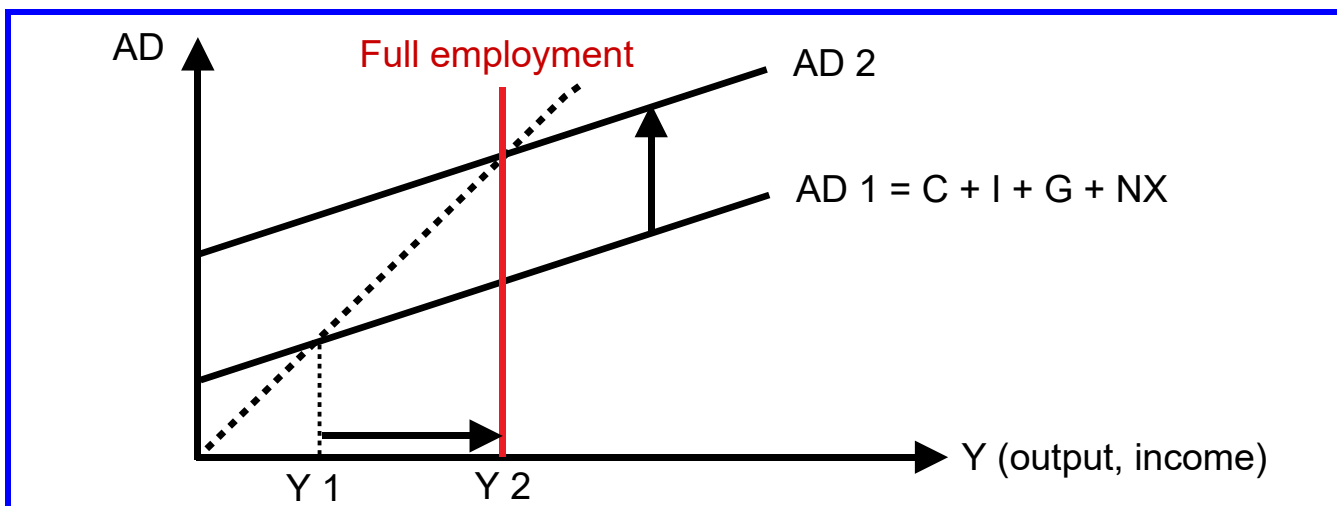 AD
Full employment
AD 2
AD 1 = C + I + G + NX
Y (output, income)
Y 1
Y 2